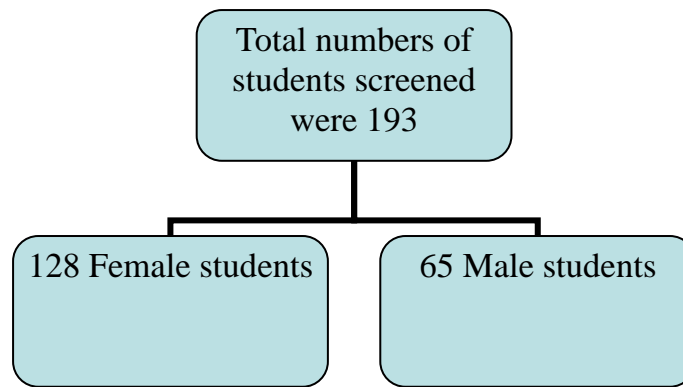 Total numbers of
students screened
were 193
128 Female students
65 Male students